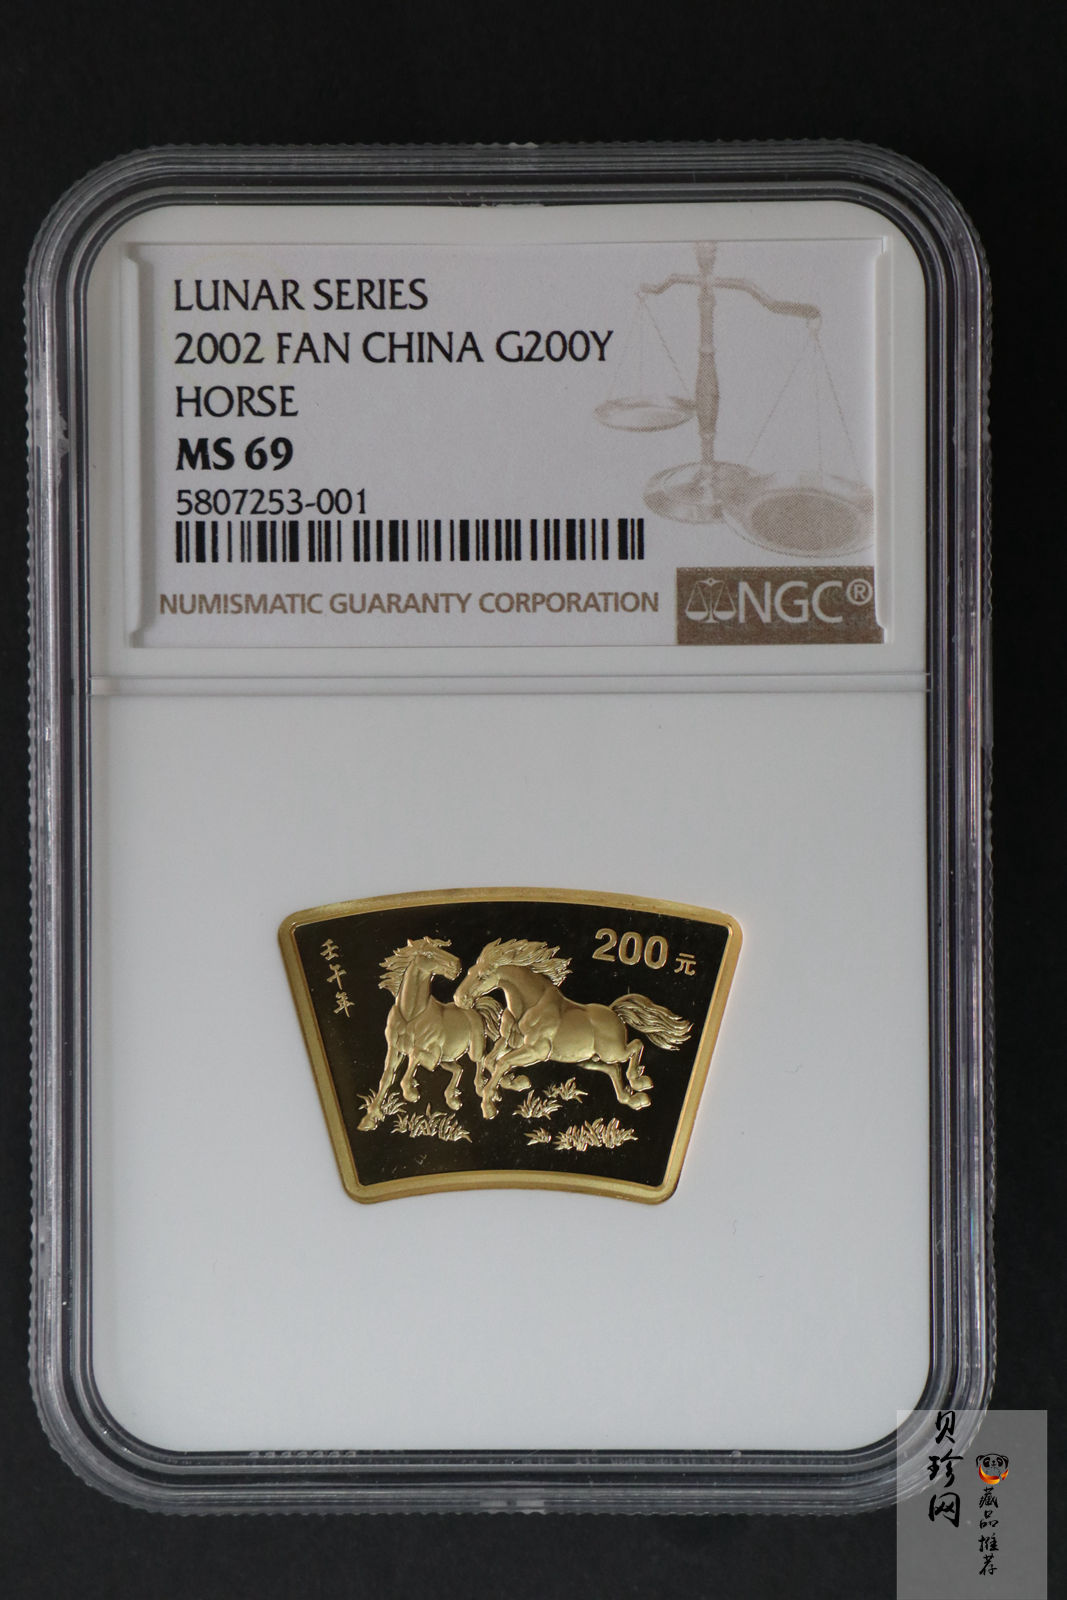 LUNAR SERIES
2002 FAN CHINA G200Y
HORSE
MS 69
5807253-001
NUMISMATIC GUARANTY CORPORATION
NGC®
壬午年
200元
贝珍网
藏品推荐